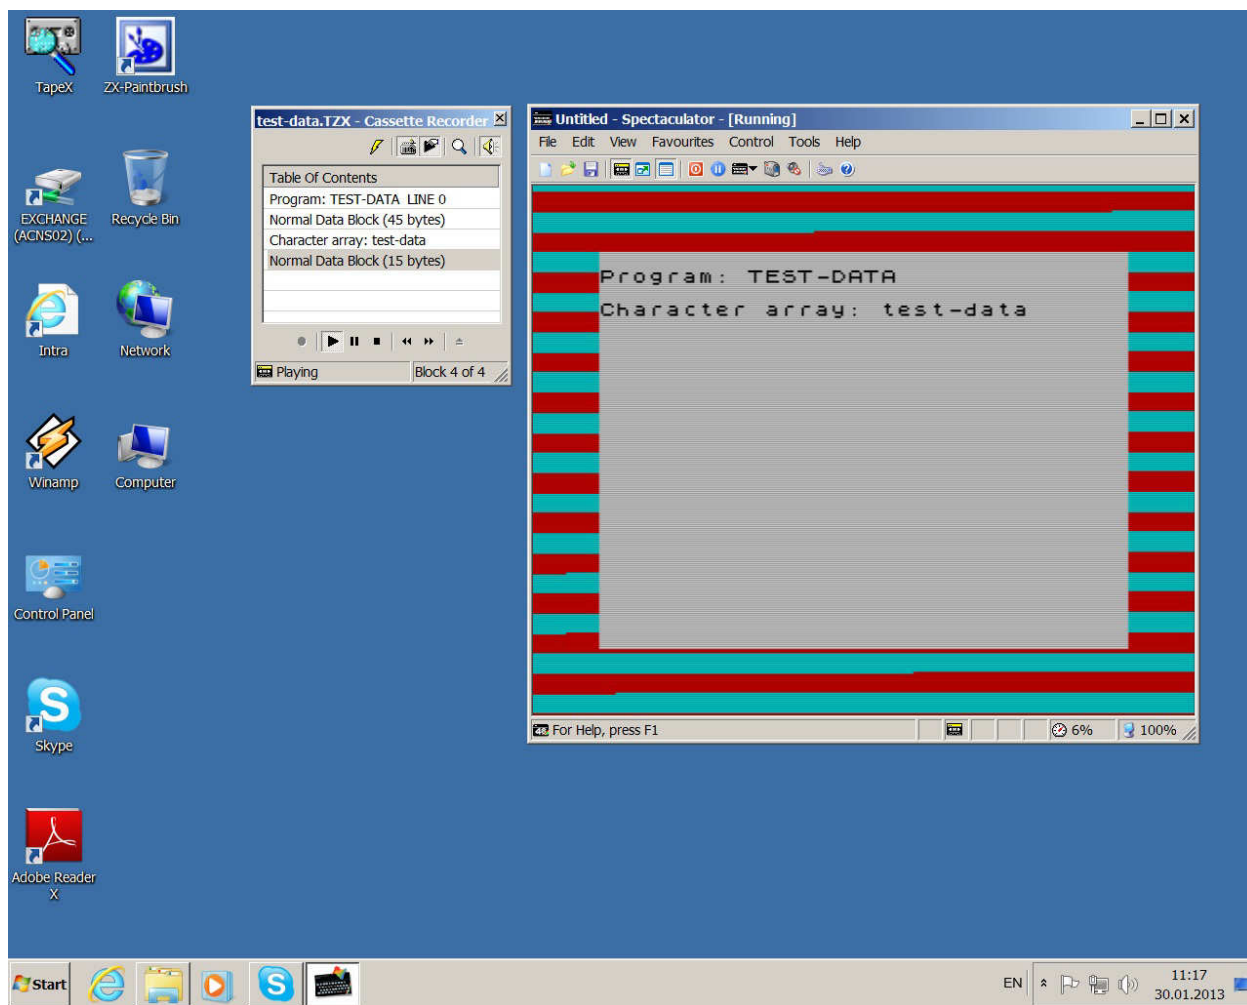 TapeX
ZX-Paintbrush
EXCHANGE
(ACNS02) (...
Recycle Bin
Intra
Network
Winamp
Computer
Control Panel
Skype
Adobe Reader
X
test-data.TZX - Cassette Recorder
Table Of Contents
Program: TEST-DATA LINE 0
Normal Data Block (45 bytes)
Character array: test-data
Normal Data Block (15 bytes)
Playing
Block 4 of 4
Untitled - Spectaculator - [Running]
File Edit View Favourites Control Tools Help
Program: TEST-DATA
Character array: test-data
For Help, press F1
6%
100%
Start
EN
11:17
30.01.2013